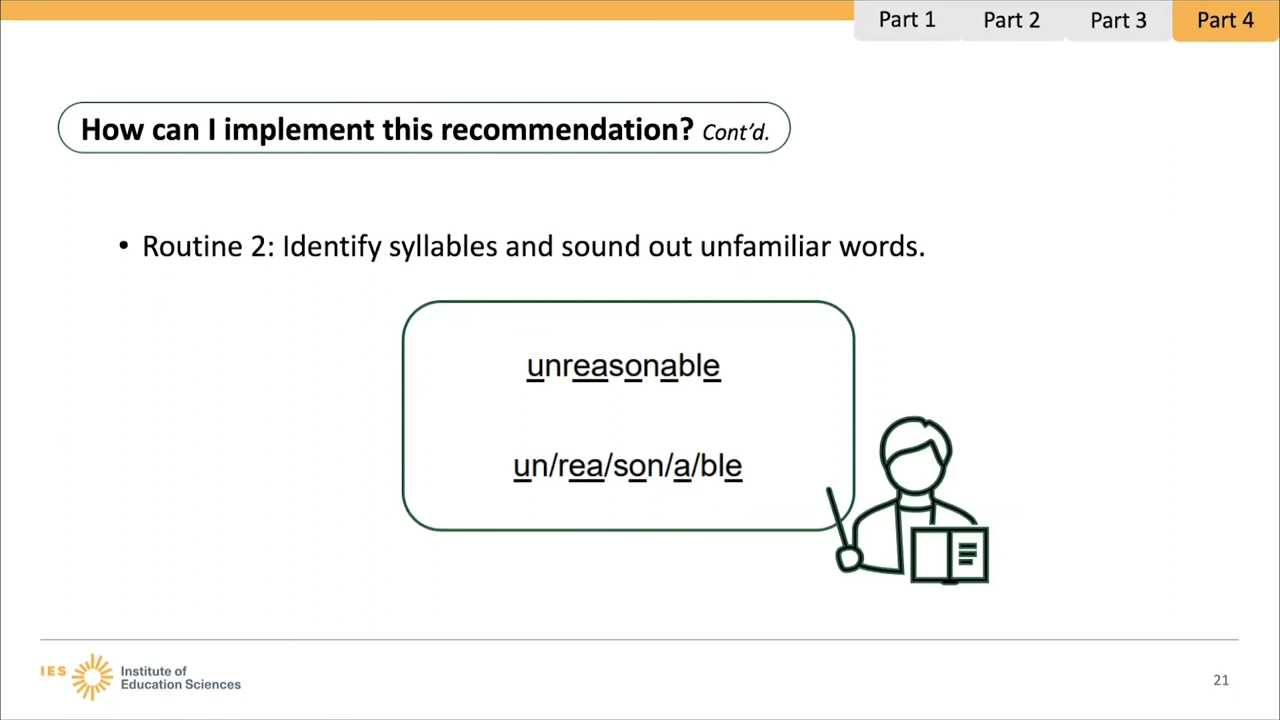 Part 1 Part 2 Part 3 Part 4
How can I implement this recommendation? Cont'd.
• Routine 2: Identify syllables and sound out unfamiliar words.
unreasonable
un/rea/son/a/ble
IES Institute of
Education Sciences
21